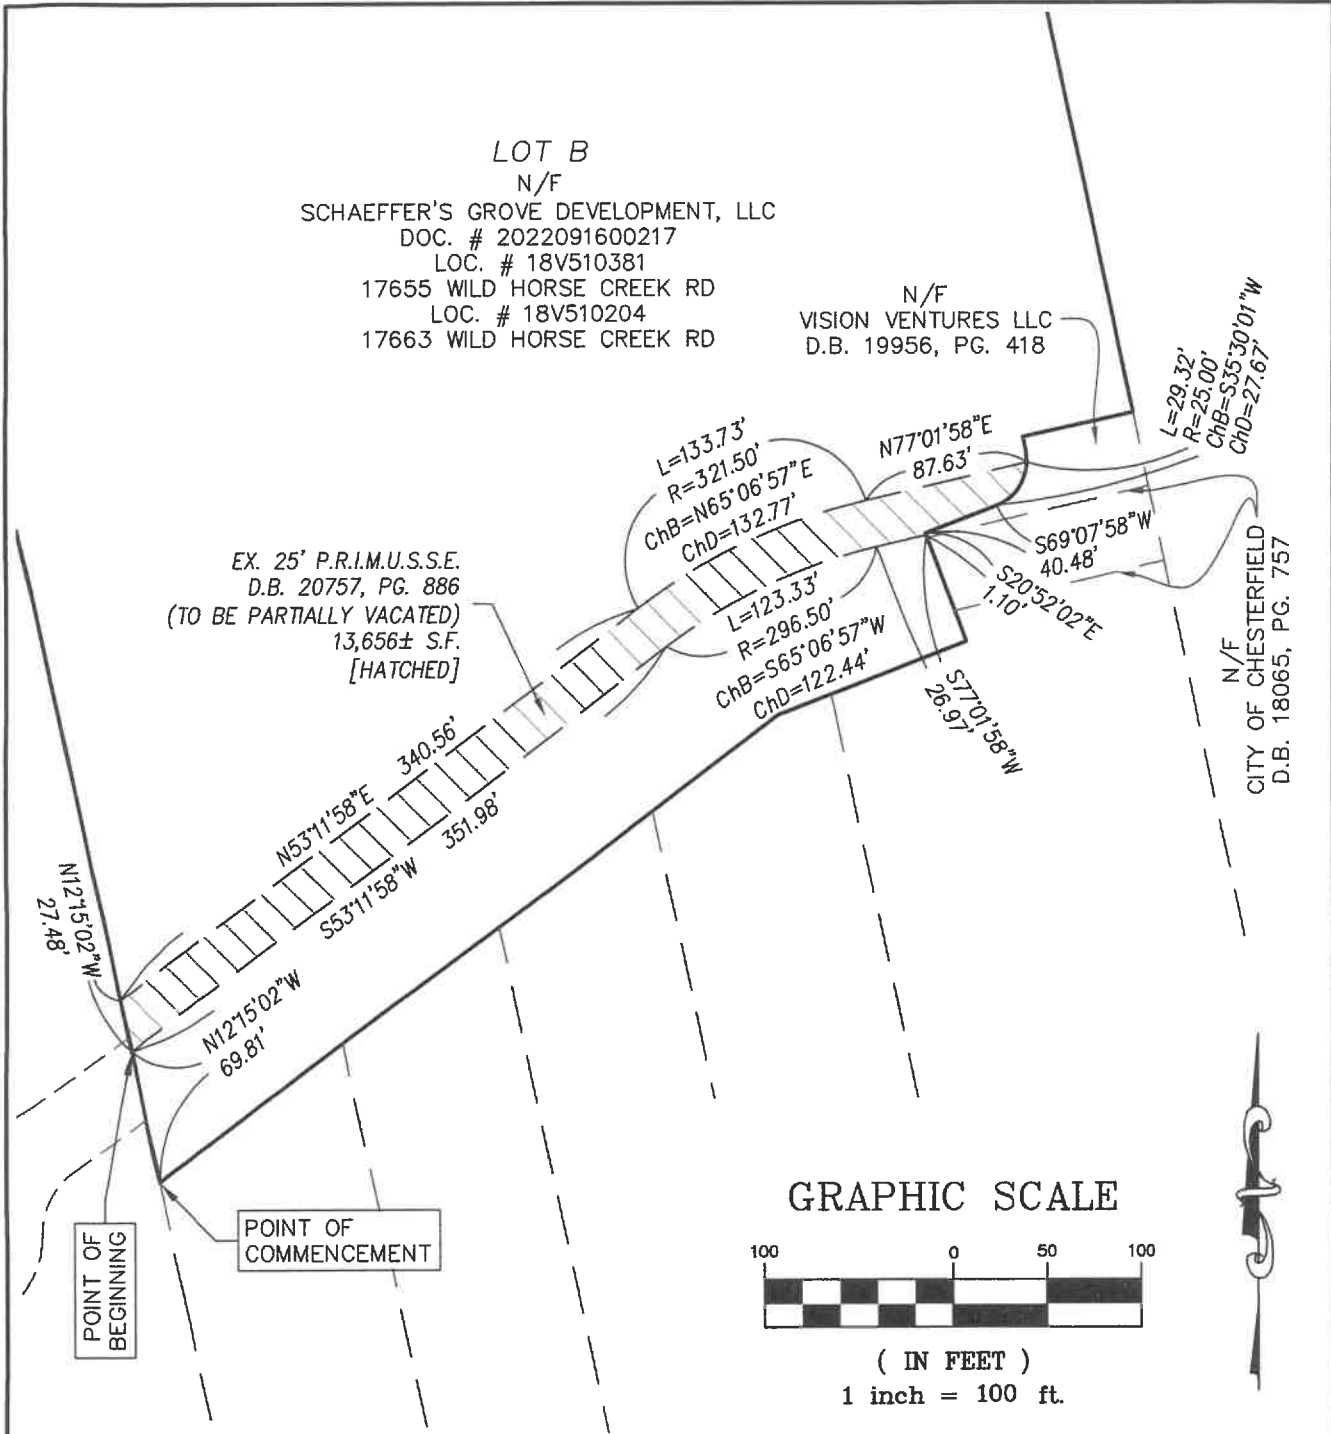 LOT B
N/F
SCHAEFFER'S GROVE DEVELOPMENT, LLC
DOC. # 2022091600217
LOC. # 18V510381
17655 WILD HORSE CREEK RD
LOC. # 18V510204
17663 WILD HORSE CREEK RD
N/F
VISION VENTURES LLC
D.B. 19956, PG. 418
L=29.32'
R=25.00'
ChB=S35°30'01"W
ChD=27.67'
L=133.73'
R=321.50'
ChB=N65°06'57"E
ChD=132.77'
N77°01'58"E
87.63'
EX. 25' P.R.I.M.U.S.S.E.
D.B. 20757, PG. 886
(TO BE PARTIALLY VACATED)
13,656± S.F.
[HATCHED]
S69°07'58"W
40.48'
S20°52'02"E
1.10'
N/F
CITY OF CHESTERFIELD
D.B. 18065, PG. 757
L=123.33'
R=296.50'
ChB=S65°06'57"W
ChD=122.44'
S77°01'58"W
26.97'
N53°11'58"E 340.56'
S53°11'58"W 351.98'
N12°15'02"W
27.48'
N12°15'02"W
69.81'
POINT OF
BEGINNING
POINT OF
COMMENCEMENT
GRAPHIC SCALE
100 0 50 100
( IN FEET )
1 inch = 100 ft.